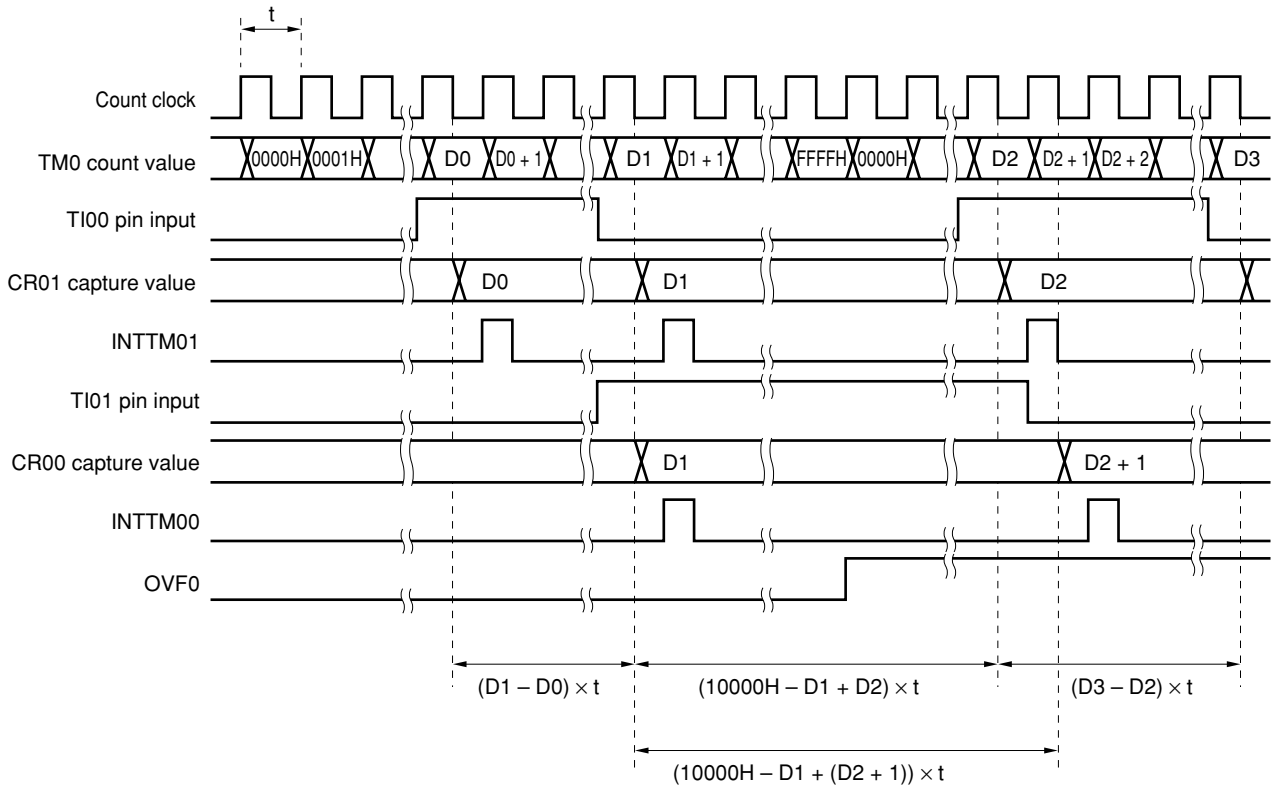 t
Count clock
TM0 count value 0000H 0001H D0 D0 + 1 D1 D1 + 1 FFFFH 0000H D2 D2 + 1 D2 + 2 D3
TI00 pin input
CR01 capture value D0 D1 D2
INTTM01
TI01 pin input
CR00 capture value D1 D2 + 1
INTTM00
OVF0
(D1 – D0) × t (10000H – D1 + D2) × t (D3 – D2) × t
(10000H – D1 + (D2 + 1)) × t